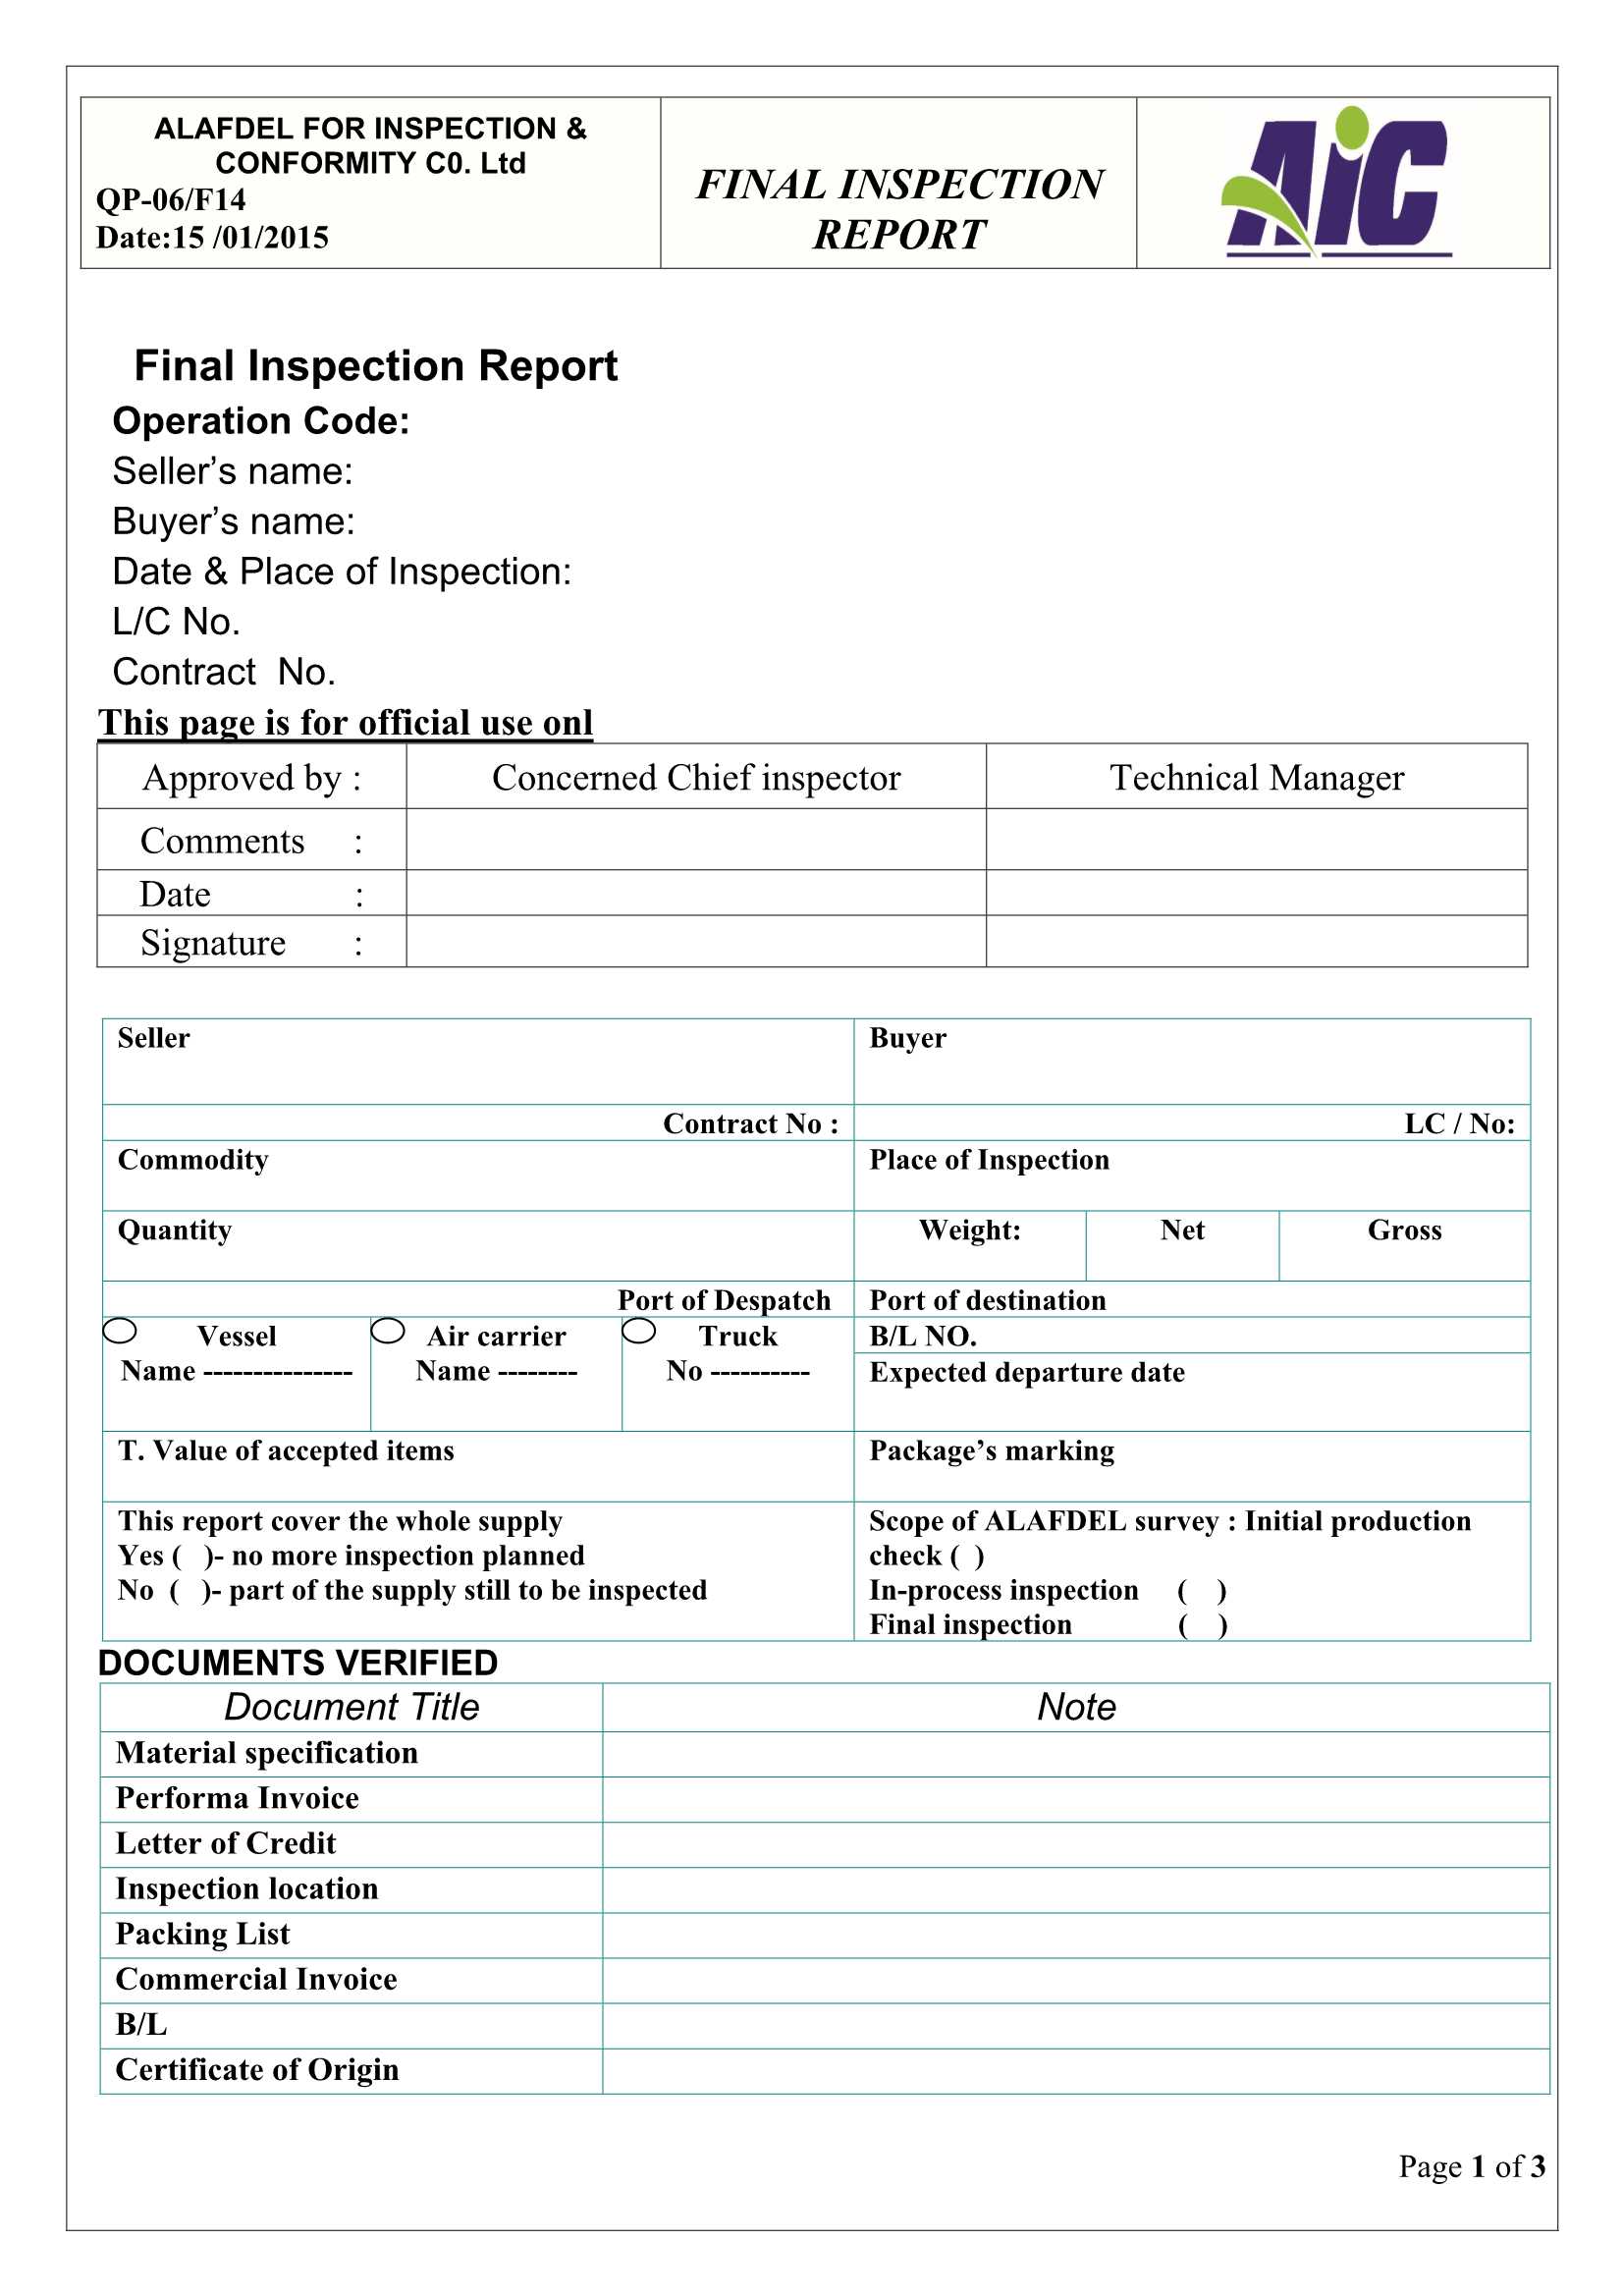 ALAFDEL FOR INSPECTION &
CONFORMITY C0. Ltd
QP-06/F14
Date:15 /01/2015
FINAL INSPECTION
REPORT
AiC
Final Inspection Report
Operation Code:
Seller’s name:
Buyer’s name:
Date & Place of Inspection:
L/C No.
Contract  No.
This page is for official use onl
Approved by :	Concerned Chief inspector	Technical Manager
Comments :
Date :
Signature :
Seller	Buyer
Contract No :	LC / No:
Commodity	Place of Inspection
Quantity	Weight:	Net	Gross
Port of Despatch	Port of destination
Vessel	Air carrier	Truck	B/L NO.
Name ---------------	Name --------	No ----------	Expected departure date
T. Value of accepted items	Package’s marking
This report cover the whole supply
Yes (   )- no more inspection planned
No  (   )- part of the supply still to be inspected
Scope of ALAFDEL survey : Initial production
check (  )
In-process inspection     (    )
Final inspection              (    )
DOCUMENTS VERIFIED
Document Title	Note
Material specification
Performa Invoice
Letter of Credit
Inspection location
Packing List
Commercial Invoice
B/L
Certificate of Origin
Page 1 of 3